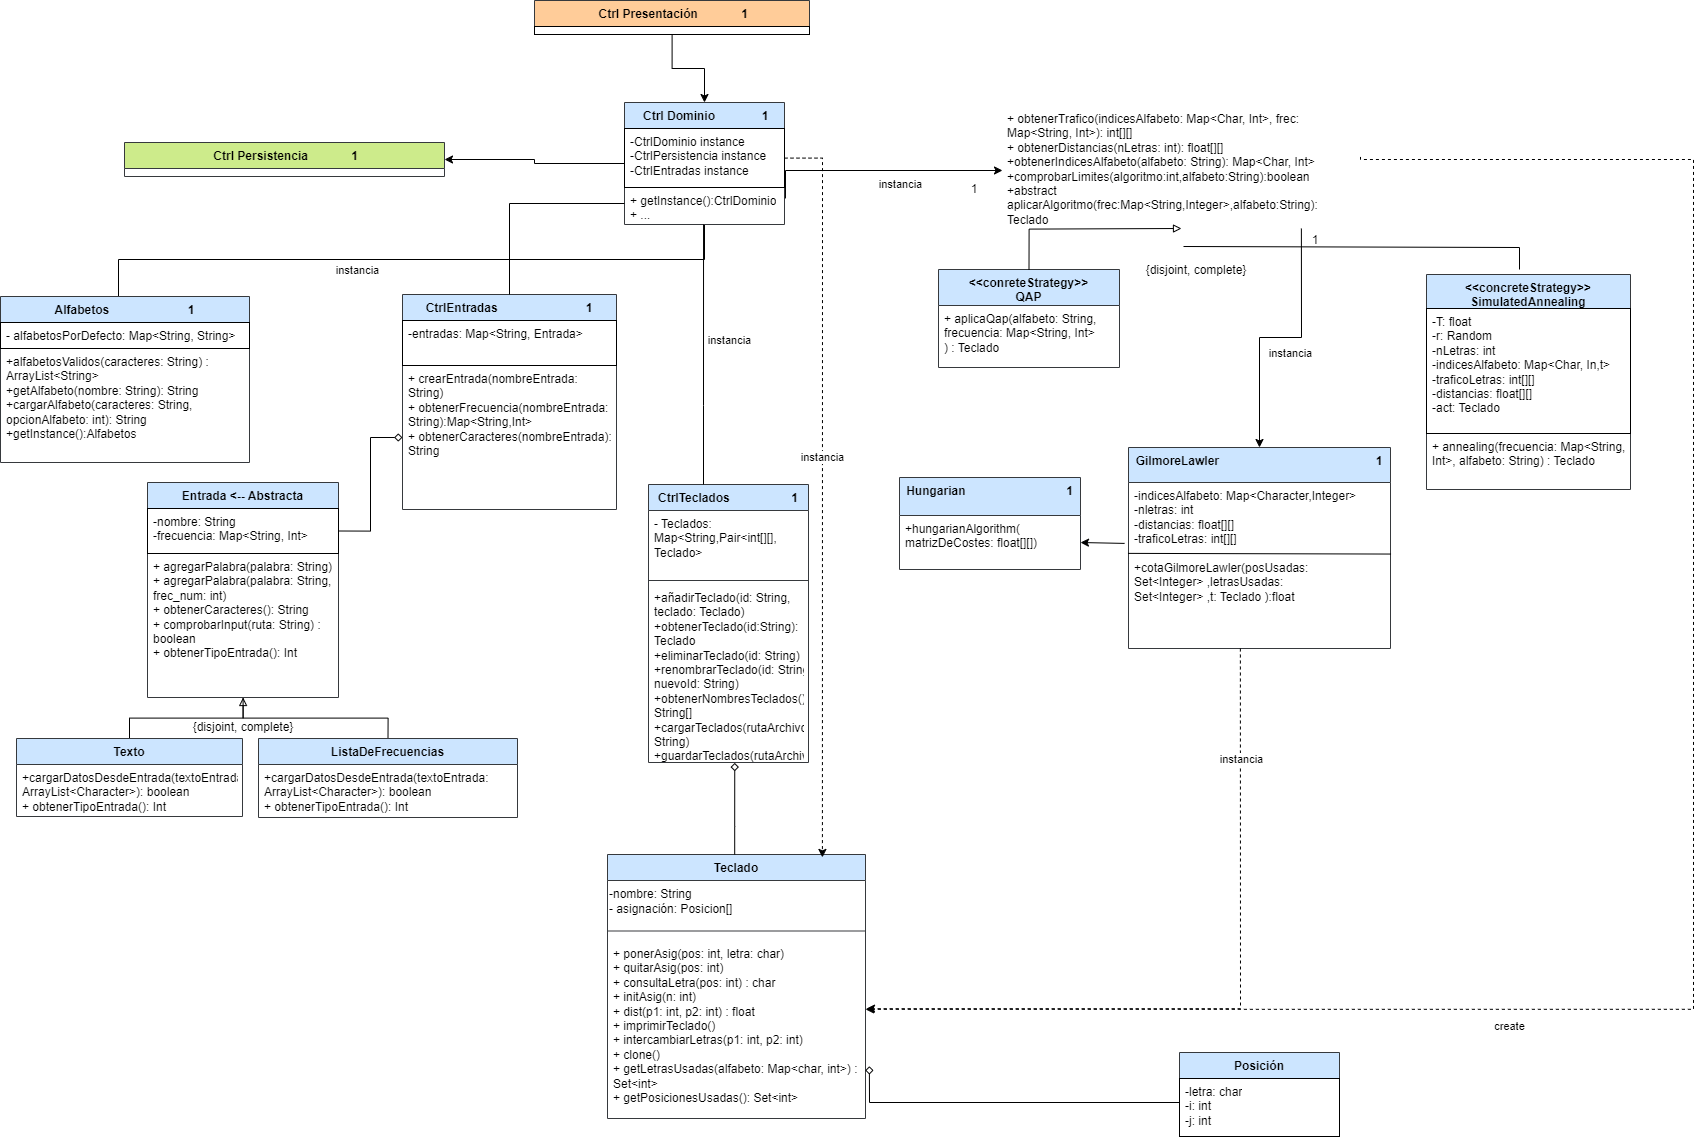 Ctrl Presentación 1
Ctrl Dominio 1
-CtrlDominio instance
-CtrlPersistencia instance
-CtrlEntradas instance
+ getInstance():CtrlDominio
+ ...
Ctrl Persistencia 1
instancia
1
+ obtenerTrafico(indicesAlfabeto: Map<Char, Int>, frec:
Map<String, Int>): int[][]
+ obtenerDistancias(nLetras: int): float[][]
+obtenerIndicesAlfabeto(alfabeto: String): Map<Char, Int>
+comprobarLimites(algoritmo:int,alfabeto:String):boolean
+abstract
aplicarAlgoritmo(frec:Map<String,Integer>,alfabeto:String):
Teclado
1
{disjoint, complete}
instancia
Alfabetos 1
- alfabetosPorDefecto: Map<String, String>
+alfabetosValidos(caracteres: String) :
ArrayList<String>
+getAlfabeto(nombre: String): String
+cargarAlfabeto(caracteres: String,
opcionAlfabeto: int): String
+getInstance():Alfabetos
CtrlEntradas 1
-entradas: Map<String, Entrada>
+ crearEntrada(nombreEntrada:
String)
+ obtenerFrecuencia(nombreEntrada:
String):Map<String,Int>
+ obtenerCaracteres(nombreEntrada):
String
instancia
instancia
<<conreteStrategy>>
QAP
+ aplicaQap(alfabeto: String,
frecuencia: Map<String, Int>
) : Teclado
instancia
<<concreteStrategy>>
SimulatedAnnealing
-T: float
-r: Random
-nLetras: int
-indicesAlfabeto: Map<Char, In,t>
-traficoLetras: int[][]
-distancias: float[][]
-act: Teclado
+ annealing(frecuencia: Map<String,
Int>, alfabeto: String) : Teclado
Entrada <-- Abstracta
-nombre: String
-frecuencia: Map<String, Int>
+ agregarPalabra(palabra: String)
+ agregarPalabra(palabra: String,
frec_num: int)
+ obtenerCaracteres(): String
+ comprobarInput(ruta: String) :
boolean
+ obtenerTipoEntrada(): Int
CtrlTeclados 1
- Teclados:
Map<String,Pair<int[][],
Teclado>
+añadirTeclado(id: String,
teclado: Teclado)
+obtenerTeclado(id:String):
Teclado
+eliminarTeclado(id: String)
+renombrarTeclado(id: String
nuevoId: String)
+obtenerNombresTeclados()
String[]
+cargarTeclados(rutaArchivo
String)
+guardarTeclados(rutaArchiv
Hungarian 1
+hungarianAlgorithm(
matrizDeCostes: float[][])
GilmoreLawler 1
-indicesAlfabeto: Map<Character,Integer>
-nletras: int
-distancias: float[][]
-traficoLetras: int[][]
+cotaGilmoreLawler(posUsadas:
Set<Integer> ,letrasUsadas:
Set<Integer> ,t: Teclado ):float
{disjoint, complete}
Texto
+cargarDatosDesdeEntrada(textoEntrada
ArrayList<Character>): boolean
+ obtenerTipoEntrada(): Int
ListaDeFrecuencias
+cargarDatosDesdeEntrada(textoEntrada:
ArrayList<Character>): boolean
+ obtenerTipoEntrada(): Int
instancia
Teclado
-nombre: String
- asignación: Posicion[]
+ ponerAsig(pos: int, letra: char)
+ quitarAsig(pos: int)
+ consultaLetra(pos: int) : char
+ initAsig(n: int)
+ dist(p1: int, p2: int) : float
+ imprimirTeclado()
+ intercambiarLetras(p1: int, p2: int)
+ clone()
+ getLetrasUsadas(alfabeto: Map<char, int>) :
Set<int>
+ getPosicionesUsadas(): Set<int>
create
Posición
-letra: char
-i: int
-j: int